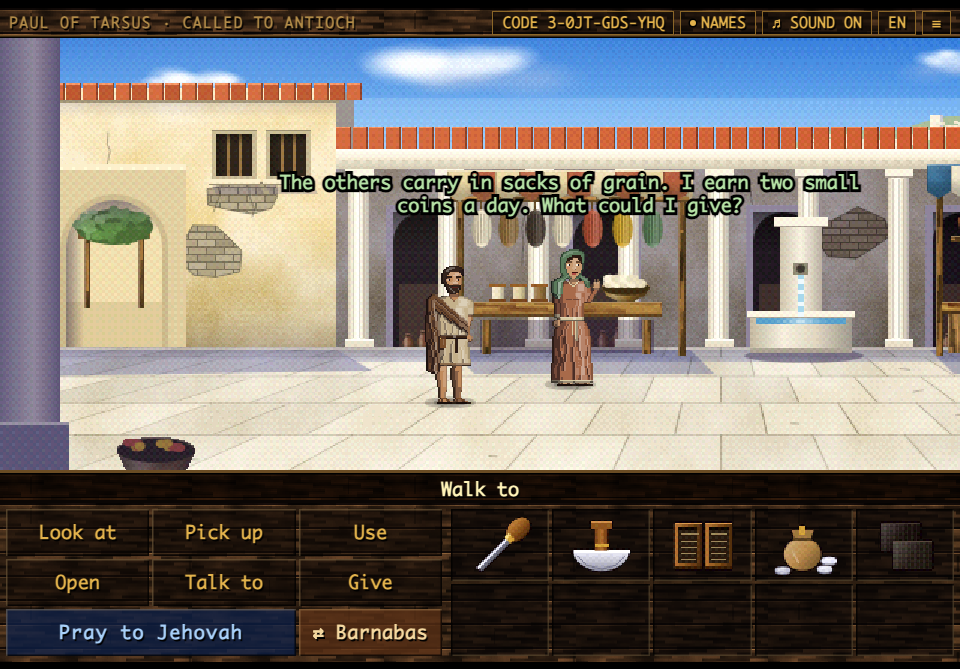 PAUL OF TARSUS · CALLED TO ANTIOCH
CODE 3-0JT-GDS-YHQ
• NAMES
♬ SOUND ON
EN
≡
The others carry in sacks of grain. I earn two small
coins a day. What could I give?
Walk to
Look at
Pick up
Use
Open
Talk to
Give
Pray to Jehovah
⇄ Barnabas